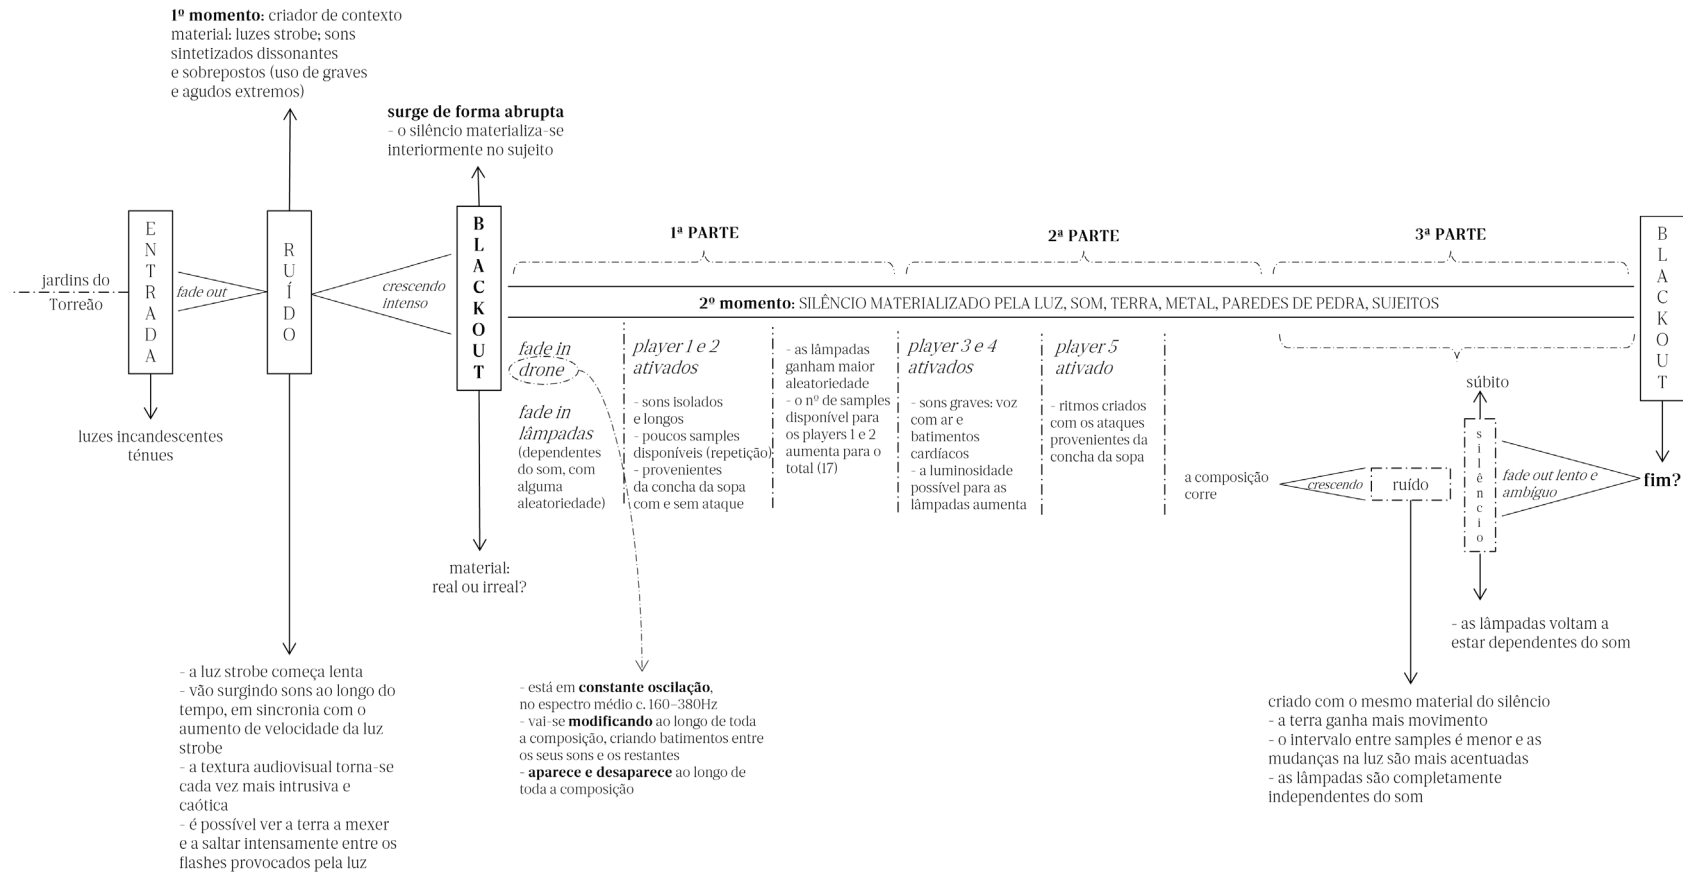 1º momento: criador de contexto
material: luzes strobe; sons
sintetizados dissonantes
e sobrepostos (uso de graves
e agudos extremos)
surge de forma abrupta
- o silêncio materializa-se
interiormente no sujeito
jardins do
Torreão
ENTRADA
fade out
RUÍDO
crescendo
intenso
BLACKOUT
1ª PARTE
2ª PARTE
3ª PARTE
BLACKOUT
2º momento: SILÊNCIO MATERIALIZADO PELA LUZ, SOM, TERRA, METAL, PAREDES DE PEDRA, SUJEITOS
luzes incandescentes
ténues
fade in
drone
fade in
lâmpadas
(dependentes
do som, com
alguma
aleatoriedade)
player 1 e 2
ativados
- sons isolados
e longos
- poucos samples
disponíveis (repetição)
- provenientes
da concha da sopa
com e sem ataque
- as lâmpadas
ganham maior
aleatoriedade
- o nº de samples
disponível para
os players 1 e 2
aumenta para o
total (17)
player 3 e 4
ativados
- sons graves: voz
com ar e
batimentos
cardíacos
- a luminosidade
possível para as
lâmpadas aumenta
player 5
ativado
- ritmos criados
com os ataques
provenientes da
concha da sopa
a composição
corre
crescendo
ruído
súbito
silêncio
fade out lento e
ambíguo
fim?
material:
real ou irreal?
- as lâmpadas voltam a
estar dependentes do som
- a luz strobe começa lenta
- vão surgindo sons ao longo do
tempo, em sincronia com o
aumento de velocidade da luz
strobe
- a textura audiovisual torna-se
cada vez mais intrusiva e
caótica
- é possível ver a terra a mexer
e a saltar intensamente entre os
flashes provocados pela luz
- está em constante oscilação,
no espectro médio c. 160–380Hz
- vai-se modificando ao longo de toda
a composição, criando batimentos entre
os seus sons e os restantes
- aparece e desaparece ao longo de
toda a composição
criado com o mesmo material do silêncio
- a terra ganha mais movimento
- o intervalo entre samples é menor e as
mudanças na luz são mais acentuadas
- as lâmpadas são completamente
independentes do som